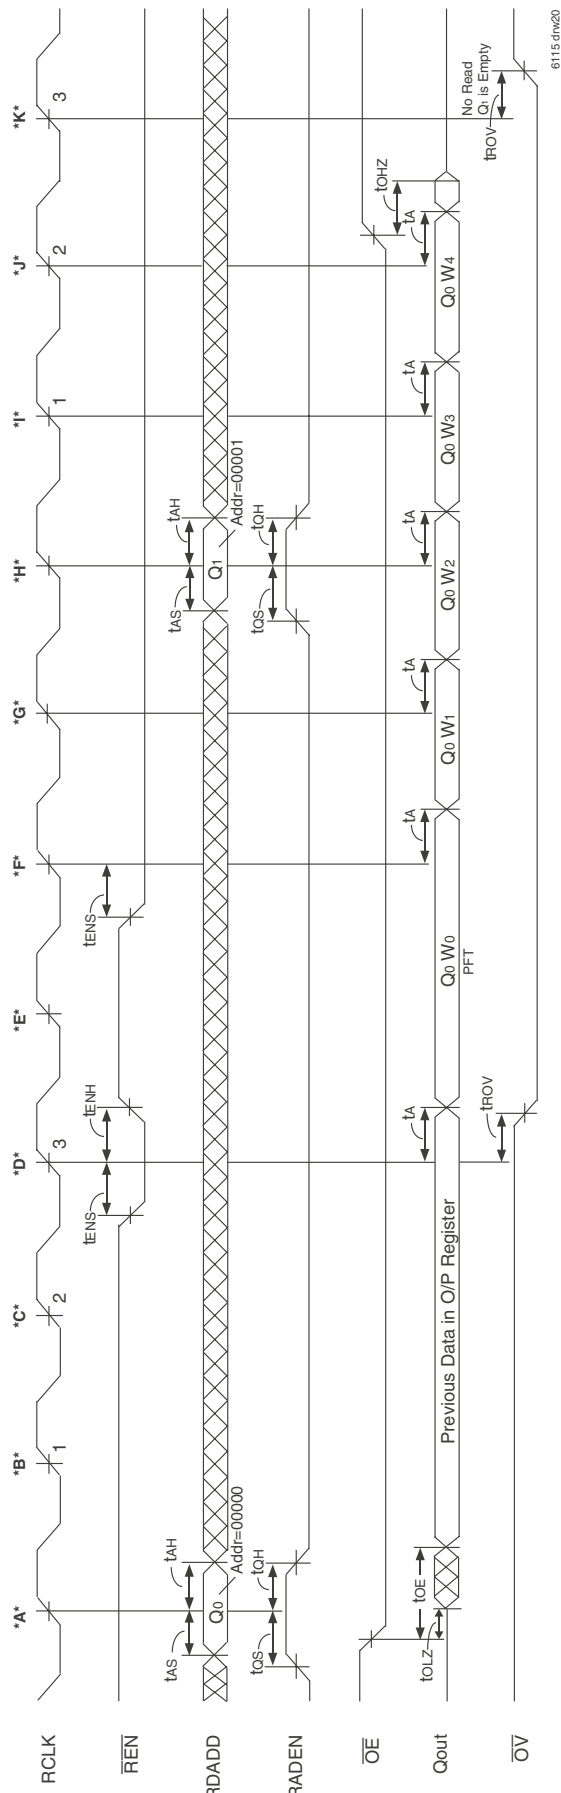 *A*
*B*
*C*
*D*
*E*
*F*
*G*
*H*
*I*
*J*
*K*
RCLK
1
2
3
1
2
3
REN
tENS
tENH
tENS
RDADD
tAS
tAH
Q0
Addr=00000
tAS
tAH
Q1
Addr=00001
RADEN
tQS
tQH
tQS
tQH
OE
tOHZ
No Read
Q1 is Empty
Qout
tOLZ
tOE
tA
tA
tA
tA
tA
tA
Previous Data in O/P Register
Q0 W0
PFT
Q0 W1
Q0 W2
Q0 W3
Q0 W4
OV
tROV
tROV
6115 drw20